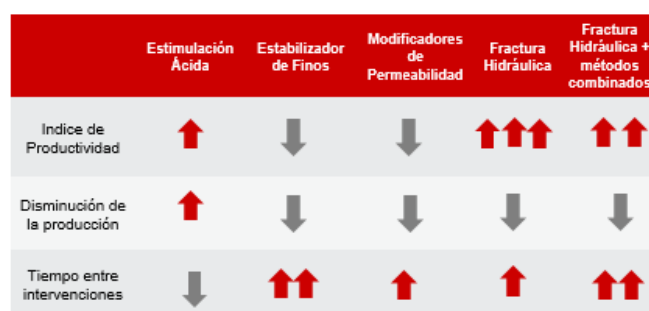 Estimulación
Ácida
Estabilizador
de Finos
Modificadores
de
Permeabilidad
Fractura
Hidráulica
Fractura
Hidráulica +
métodos
combinados
Indice de
Productividad
Disminución de
la producción
Tiempo entre
intervenciones